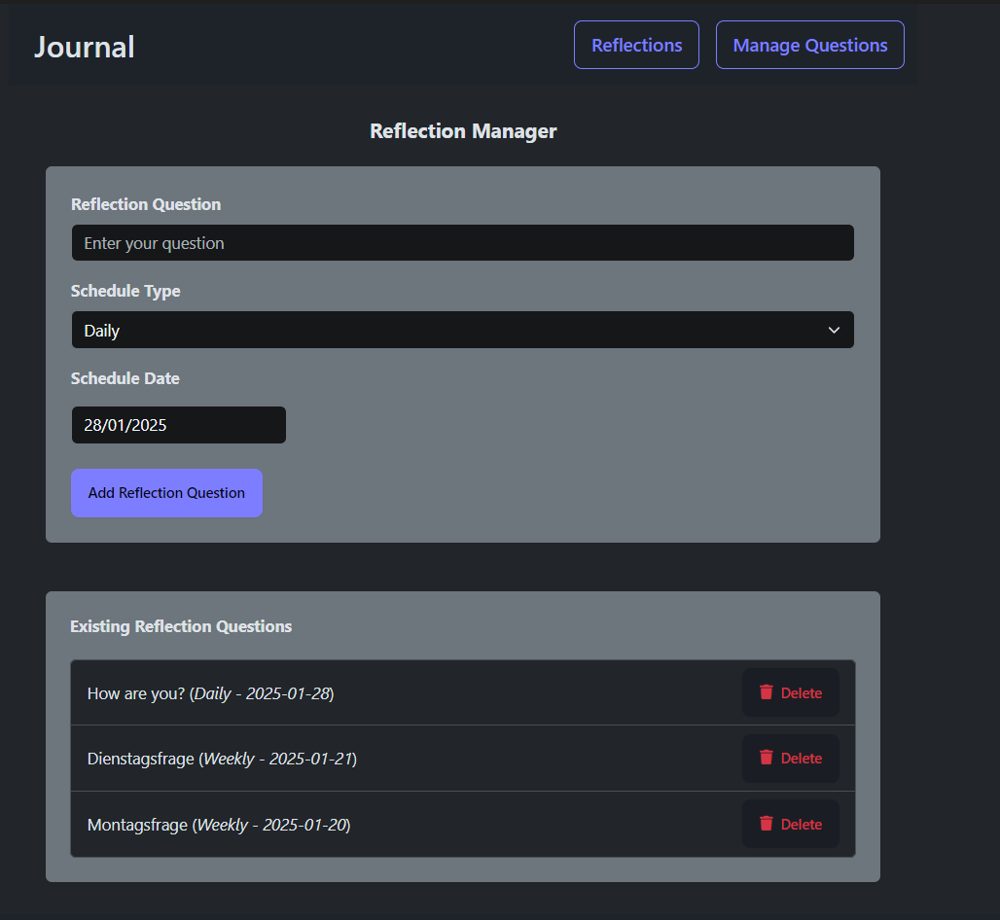 Journal
Reflections
Manage Questions
Reflection Manager
Reflection Question
Enter your question
Schedule Type
Daily
Schedule Date
28/01/2025
Add Reflection Question
Existing Reflection Questions
How are you? (Daily - 2025-01-28)
Delete
Dienstagsfrage (Weekly - 2025-01-21)
Delete
Montagsfrage (Weekly - 2025-01-20)
Delete